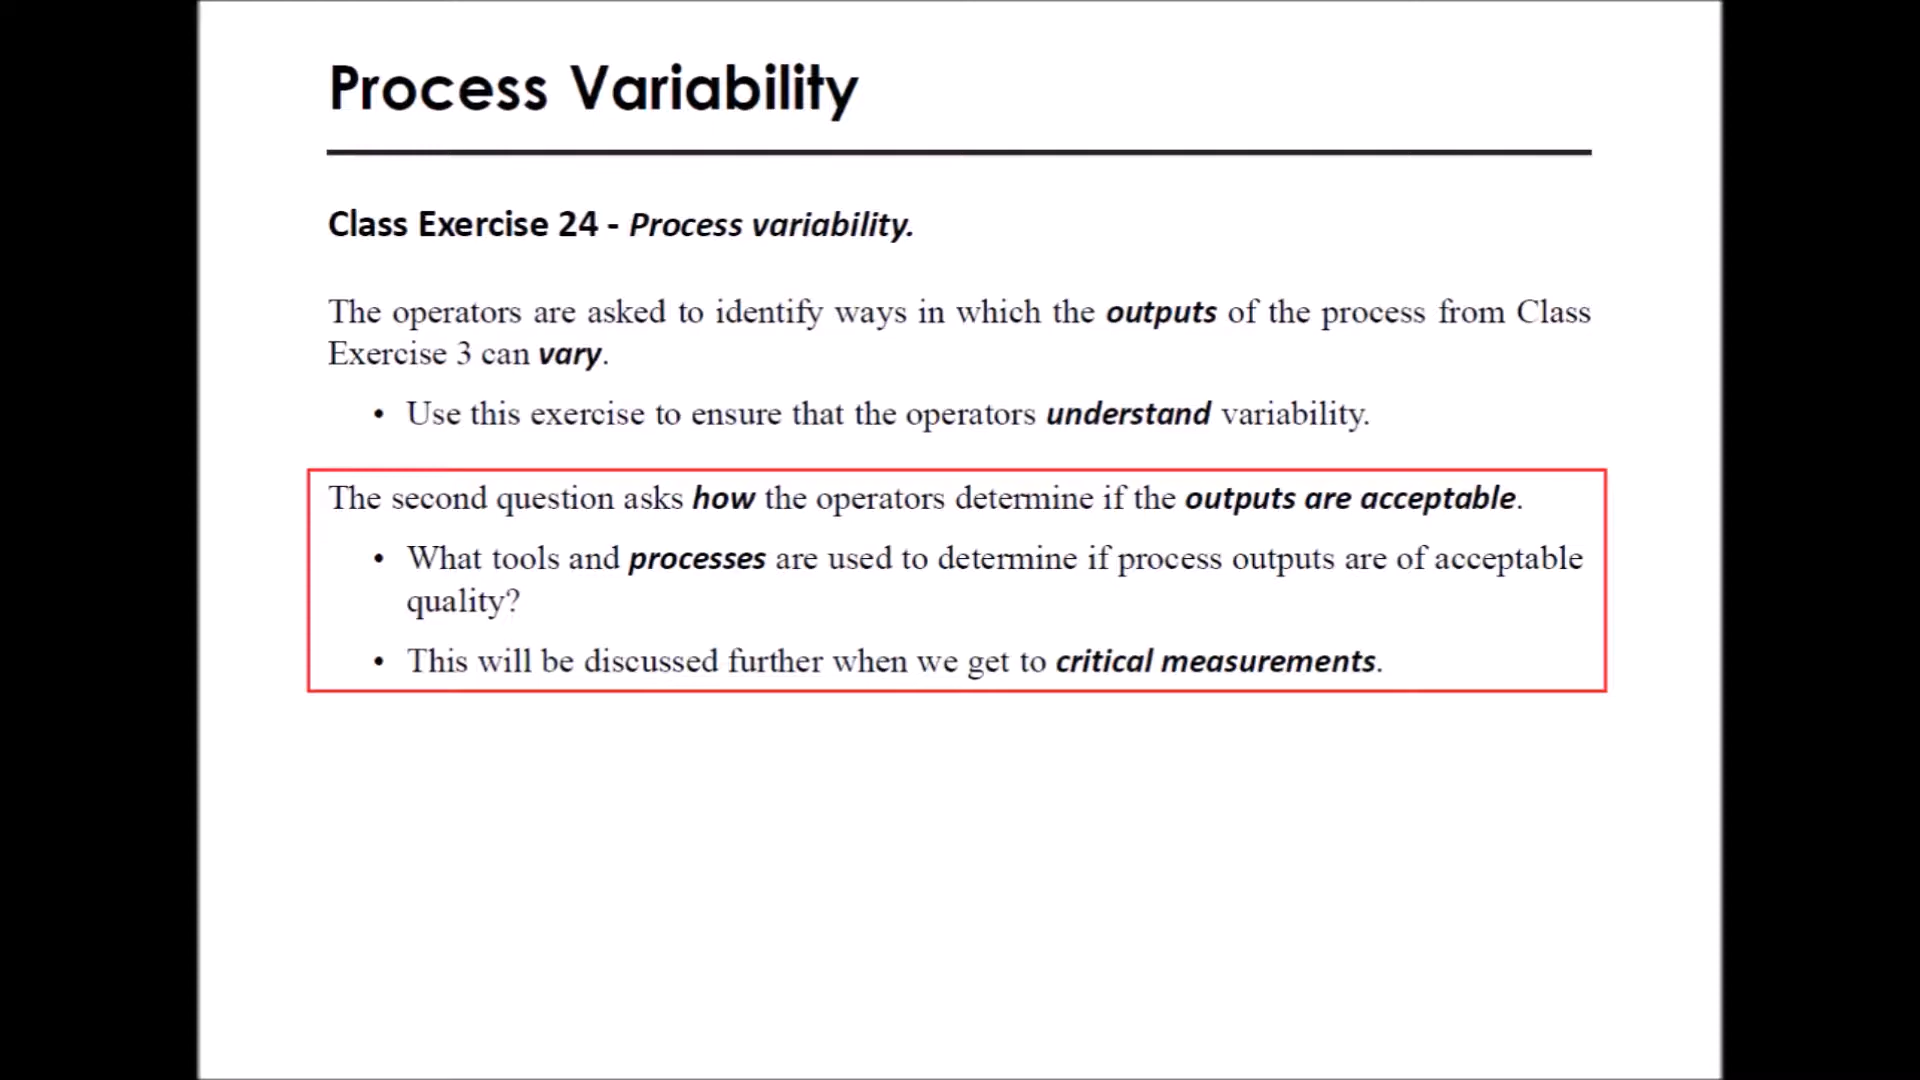 Process Variability
Class Exercise 24 - Process variability.
The operators are asked to identify ways in which the outputs of the process from Class
Exercise 3 can vary.
• Use this exercise to ensure that the operators understand variability.
The second question asks how the operators determine if the outputs are acceptable.
• What tools and processes are used to determine if process outputs are of acceptable
quality?
• This will be discussed further when we get to critical measurements.